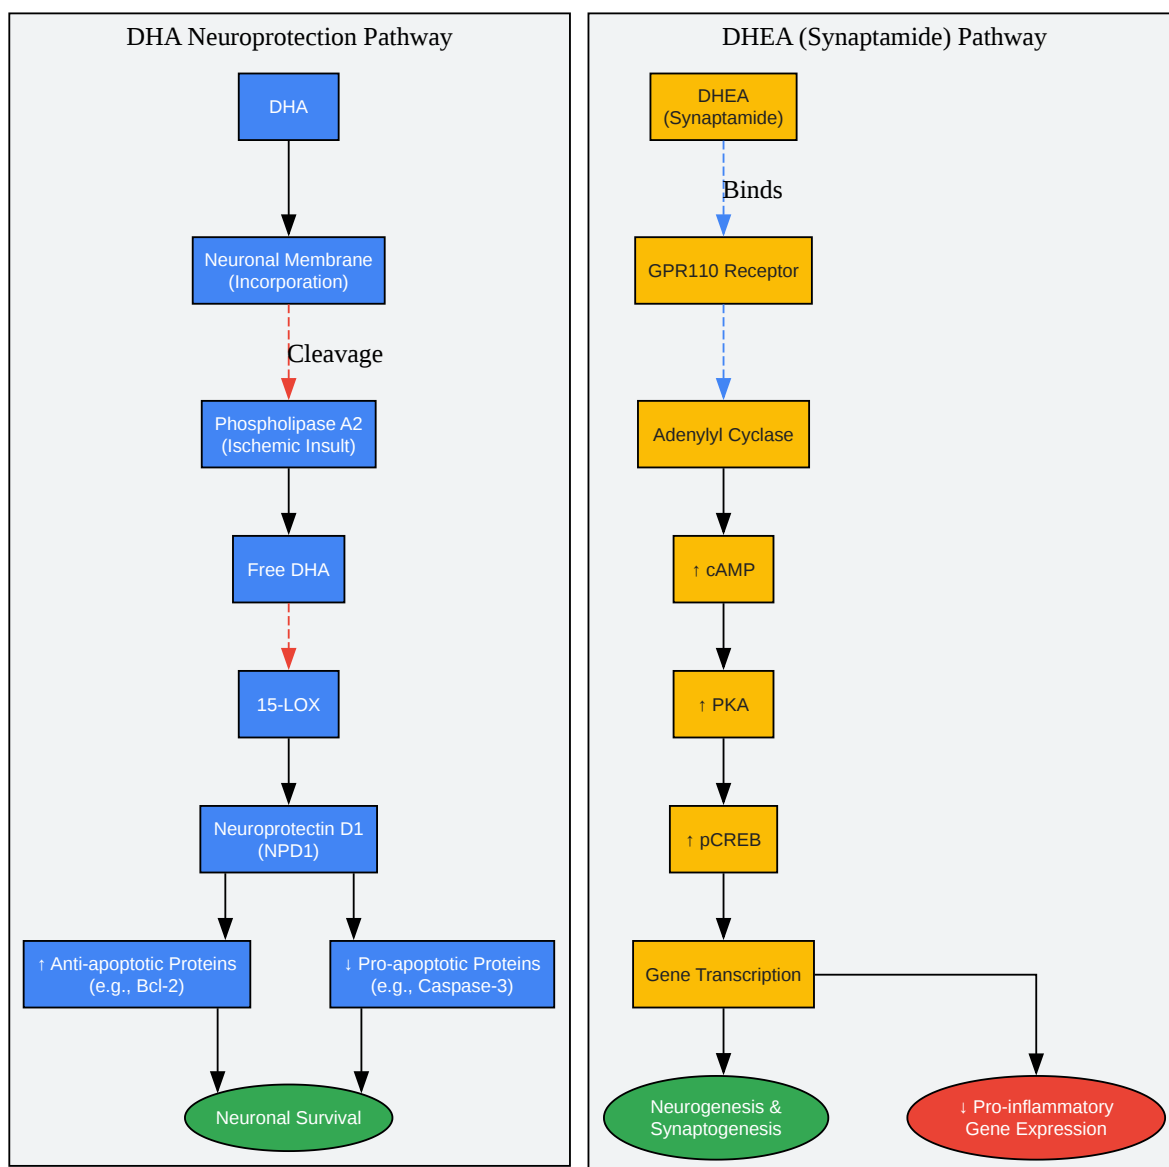 DHA Neuroprotection Pathway
DHA
Neuronal Membrane
(Incorporation)
Cleavage
Phospholipase A2
(Ischemic Insult)
Free DHA
15-LOX
Neuroprotectin D1
(NPD1)
↑ Anti-apoptotic Proteins
(e.g., Bcl-2)
↓ Pro-apoptotic Proteins
(e.g., Caspase-3)
Neuronal Survival
DHEA (Synaptamide) Pathway
DHEA
(Synaptamide)
Binds
GPR110 Receptor
Adenylyl Cyclase
↑ cAMP
↑ PKA
↑ pCREB
Gene Transcription
Neurogenesis &
Synaptogenesis
↓ Pro-inflammatory
Gene Expression